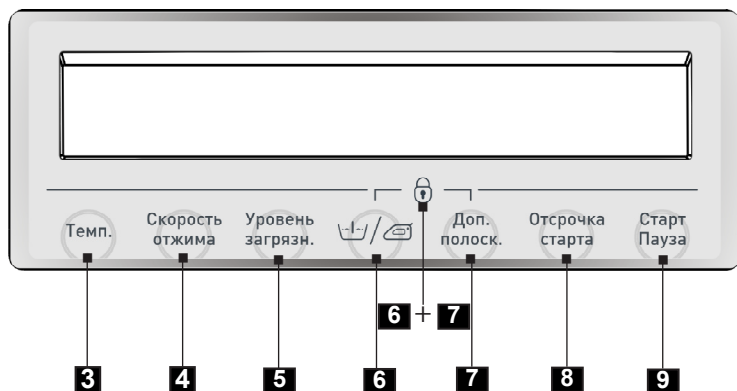 Темп.
Скорость
отжима
Уровень
загрязн.
/
Доп.
полоск.
Отсрочка
старта
Старт
Пауза
6 + 7
3 4 5 6 7 8 9